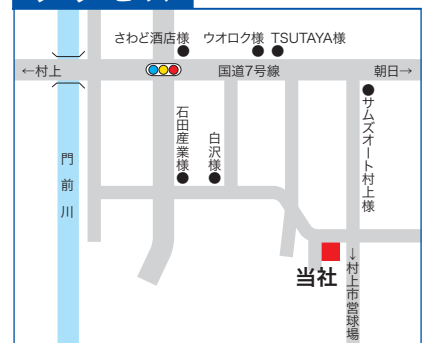 さわど酒店様
ウオロク様
TSUTAYA様
←村上
国道7号線
朝日→
石田産業様
白沢様
サムズオート村上様
門前川
当社
→村上市営球場